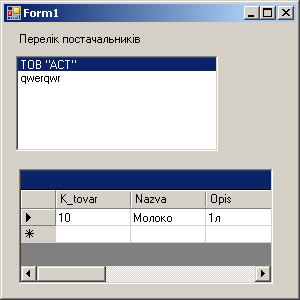 Form1
Перелік постачальників
ТОВ "АСТ"
qwerqwr
K_tovar Nazva Opis
10 Молоко 1л